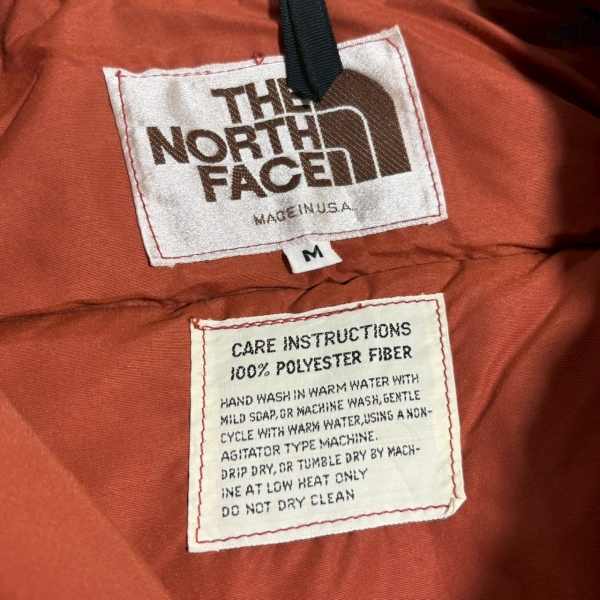 THE
NORTH
FACE
MADE IN U.S.A.
M
CARE INSTRUCTIONS
100% POLYESTER FIBER
HAND WASH IN WARM WATER WITH
MILD SOAP, OR MACHINE WASH, GENTLE
CYCLE WITH WARM WATER, USING A NON-
AGITATOR TYPE MACHINE.
DRIP DRY, OR TUMBLE DRY BY MACH-
INE AT LOW HEAT ONLY
DO NOT DRY CLEAN